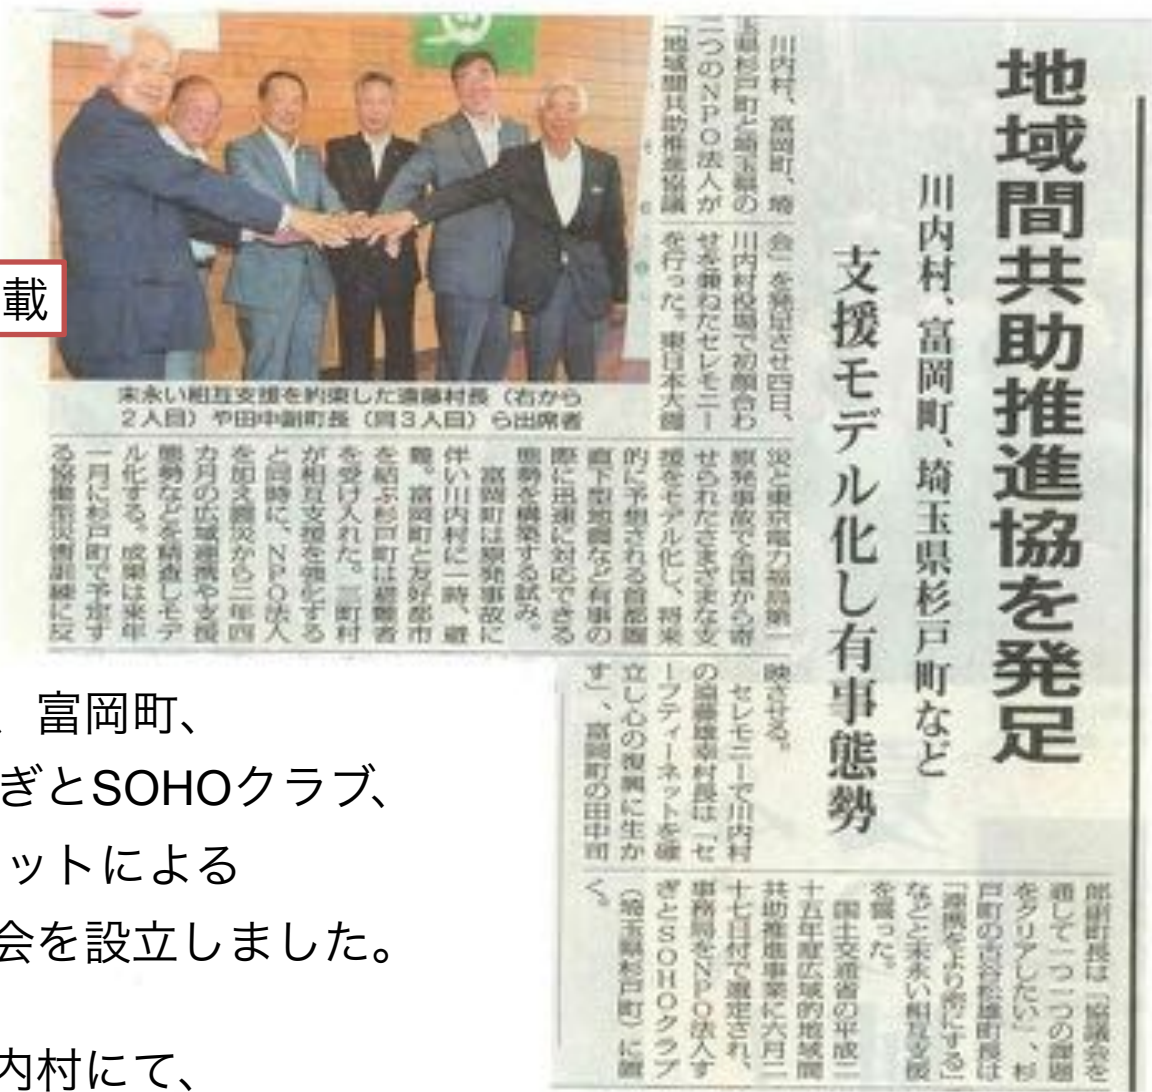 地域間共助推進協を発足
川内村、富岡町、埼玉県杉戸町など
支援モデル化し有事態勢
川内村、富岡町、埼
玉県杉戸町と埼玉県の
二つのNPO法人が
「地域間共助推進協議
会」を発足させ四日、
川内村役場で初顔合わ
せを兼ねたセレモニー
を行った。東日本大震
災と東京電力福島第一
原発事故で全国から寄
せられたさまざまな支
援をモデル化し、将来
的に予想される首都圏
直下型地震など有事の
際に迅速に対応できる
態勢を構築する試み。
富岡町は原発事故に
伴い川内村に一時、避
難。富岡町と友好都市
を結ぶ杉戸町は避難者
を受け入れた。三町村
が相互支援を強化する
と同時に、NPO法人
を加え震災から二年四
カ月の広域連携や支援
態勢などを精査しモデ
ル化する。成果は来年
一月に杉戸町で予定す
る協働型災害訓練に反
映させる。
セレモニーで川内村
の遠藤雄幸村長は「セ
ーフティーネットを確
立し心の復興に生か
す」、富岡町の田中司
郎副町長は「協議会を
通して一つ一つの課題
をクリアしたい」、杉
戸町の古谷松雄町長は
「連携をより密にする」
などと末永い相互支援
を誓った。
国土交通省の平成二
十五年度広域的地域間
共助推進事業に六月二
十七日付で選定され、
事務局をNPO法人す
ぎとSOHOクラブ
（埼玉県杉戸町）に置
く。
末永い相互支援を約束した遠藤村長（右から
2人目）や田中副町長（同3人目）ら出席者
載
、富岡町、
ぎとSOHOクラブ、
ットによる
会を設立しました。
内村にて、